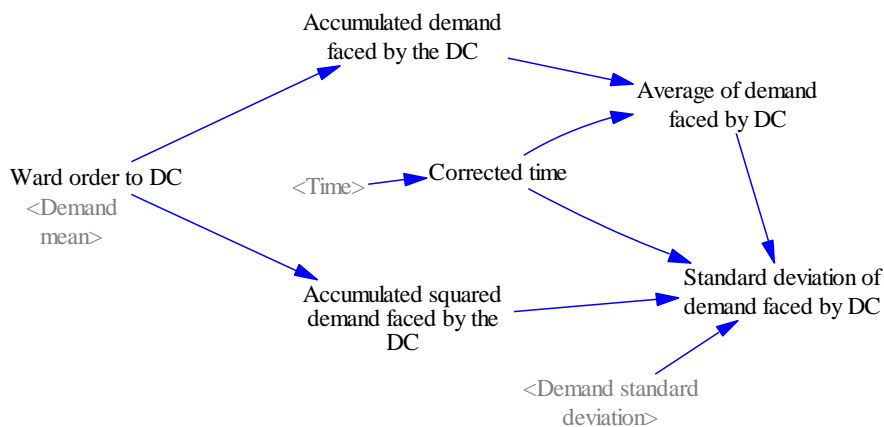 Accumulated demand
faced by the DC
Average of demand
faced by DC
Ward order to DC
<Demand
mean>
<Time>
Corrected time
Accumulated squared
demand faced by the
DC
Standard deviation of
demand faced by DC
<Demand standard
deviation>